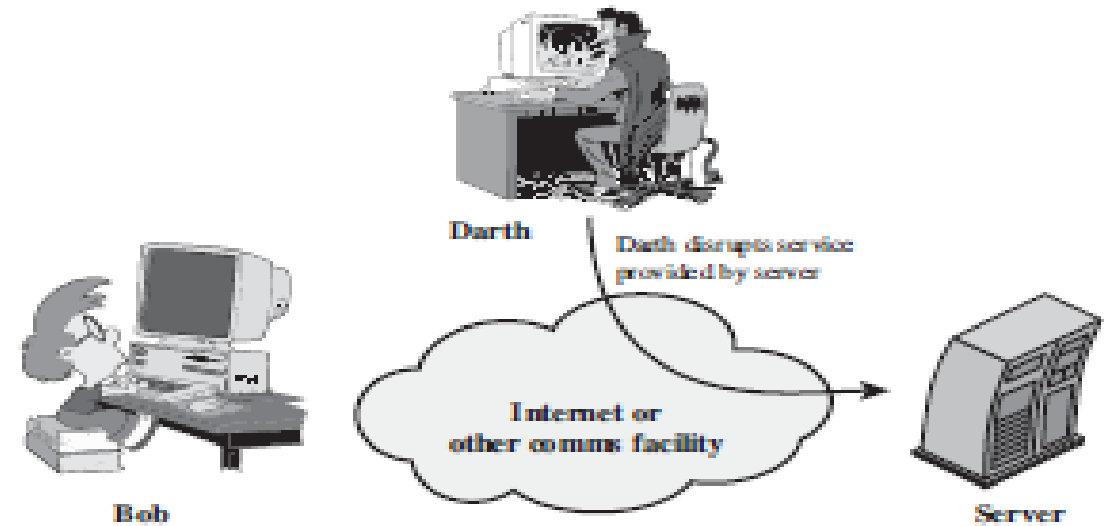 Darth
Darth disrupts service
provided by server
Internet or
other comms facility
Bob
Server